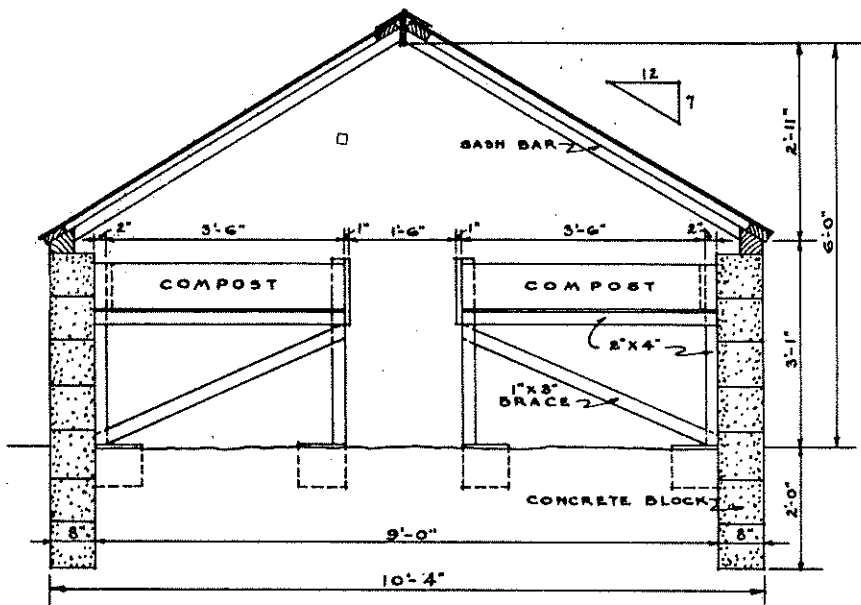 12
7
SASH BAR
2'-11"
6'-0"
2"
3'-6"
1"
1'-6"
1"
3'-6"
2"
COMPOST
COMPOST
2"X4"
3'-1"
1"X3"
BRACE
CONCRETE BLOCK
2'-0"
8"
9'-0"
8"
10'-4"